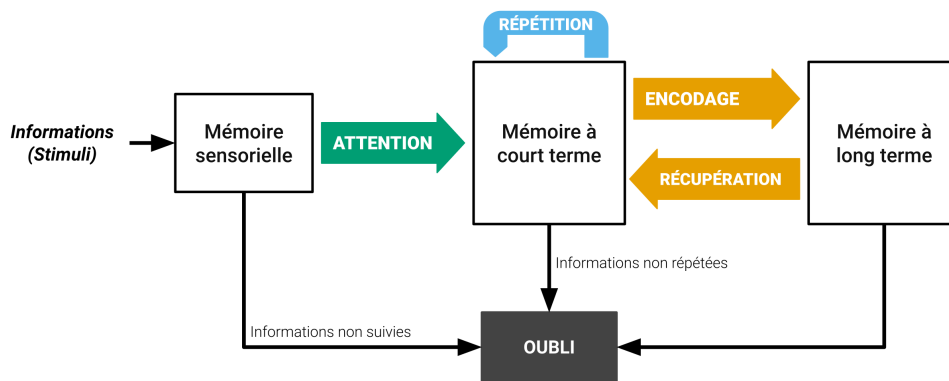 RÉPÉTITION
Informations
(Stimuli)
Mémoire
sensorielle
ATTENTION
Mémoire à
court terme
ENCODAGE
RÉCUPÉRATION
Mémoire à
long terme
Informations non répétées
Informations non suivies
OUBLI